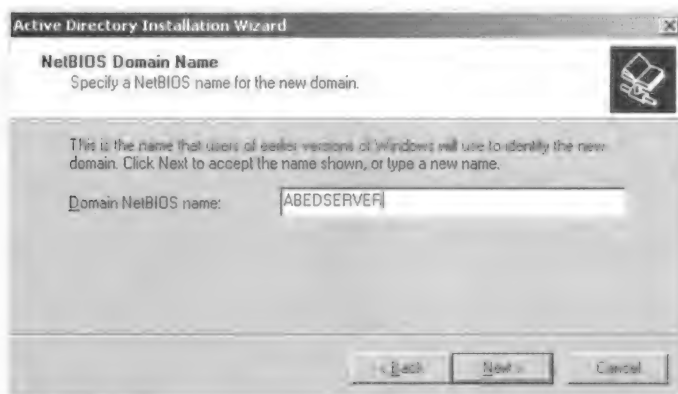 Active Directory Installation Wizard
NetBIOS Domain Name
Specify a NetBIOS name for the new domain.
This is the name that users of earlier versions of Windows will use to identify the new
domain. Click Next to accept the name shown, or type a new name.
Domain NetBIOS name:
ABEDSERVER
< Back
Next >
Cancel